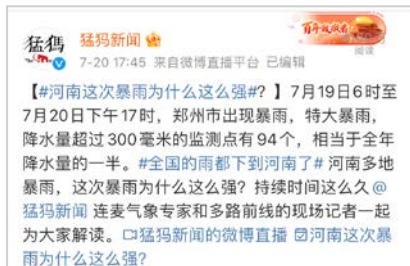 百年城微香
猛犸 猛犸新闻
7-20 17:45 来自微博直播平台 已编辑
阅读
【#河南这次暴雨为什么这么强?】7月19日6时至
7月20日下午17时，郑州市出现暴雨，特大暴雨，
降水量超过300毫米的监测点有94个，相当于全年
降水量的一半。#全国的雨都下到河南了# 河南多地
暴雨，这次暴雨为什么这么强？持续时间这么久@
猛犸新闻 连麦气象专家和多路前线的现场记者一起
为大家解读。猛犸新闻的微博直播 河南这次暴
雨为什么这么强?